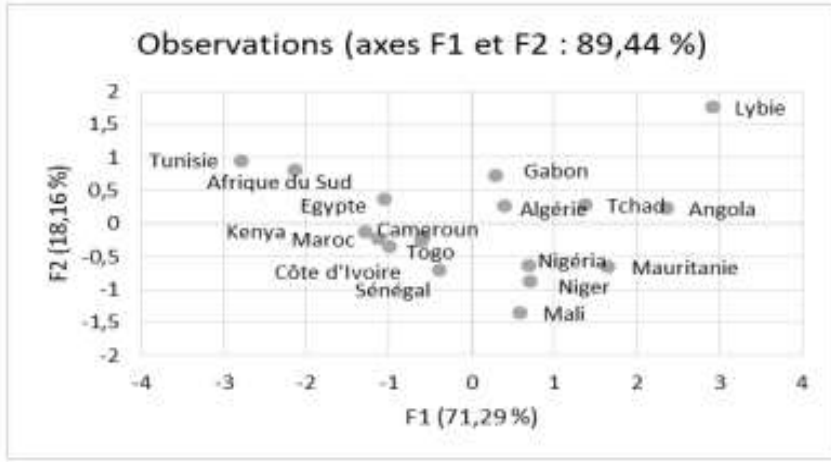 Observations (axes F1 et F2 : 89,44 %)
2
1,5
Lybie
1
Tunisie
Gabon
Afrique du Sud
0,5
Egypte
Algérie
Tchad
Angola
0
Kenya
Cameroun
Maroc
Togo
-0,5
Nigéria
Mauritanie
Côte d'Ivoire
Sénégal
Niger
-1
Mali
-1,5
-2
-4 -3 -2 -1 0 1 2 3 4
F1 (71,29 %)
F2 (18,16 %)